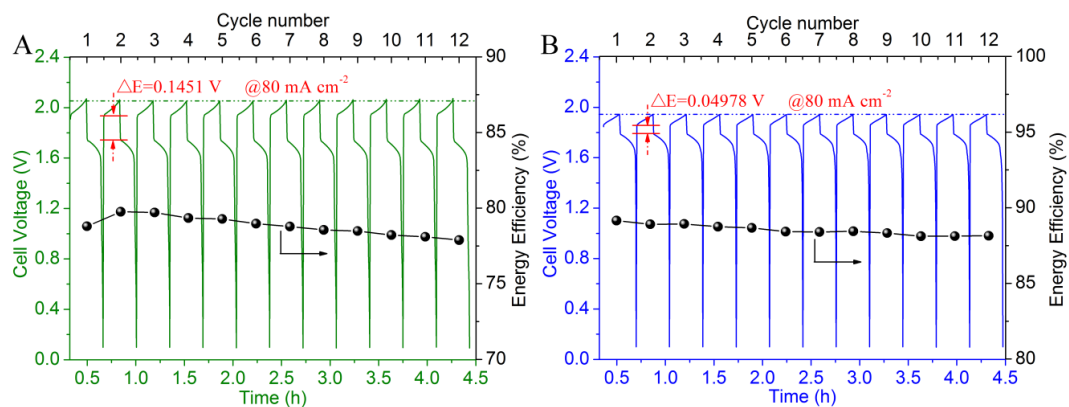 A
Cycle number
1 2 3 4 5 6 7 8 9 10 11 12
△E=0.1451 V @80 mA cm⁻²
Cell Voltage (V)
2.4
2.0
1.6
1.2
0.8
0.4
0.0
Energy Efficiency (%)
90
85
80
75
70
0.5 1.0 1.5 2.0 2.5 3.0 3.5 4.0 4.5
Time (h)
B
Cycle number
1 2 3 4 5 6 7 8 9 10 11 12
△E=0.04978 V @80 mA cm⁻²
Cell Voltage (V)
2.4
2.0
1.6
1.2
0.8
0.4
0.0
Energy Efficiency (%)
100
95
90
85
80
0.5 1.0 1.5 2.0 2.5 3.0 3.5 4.0 4.5
Time (h)